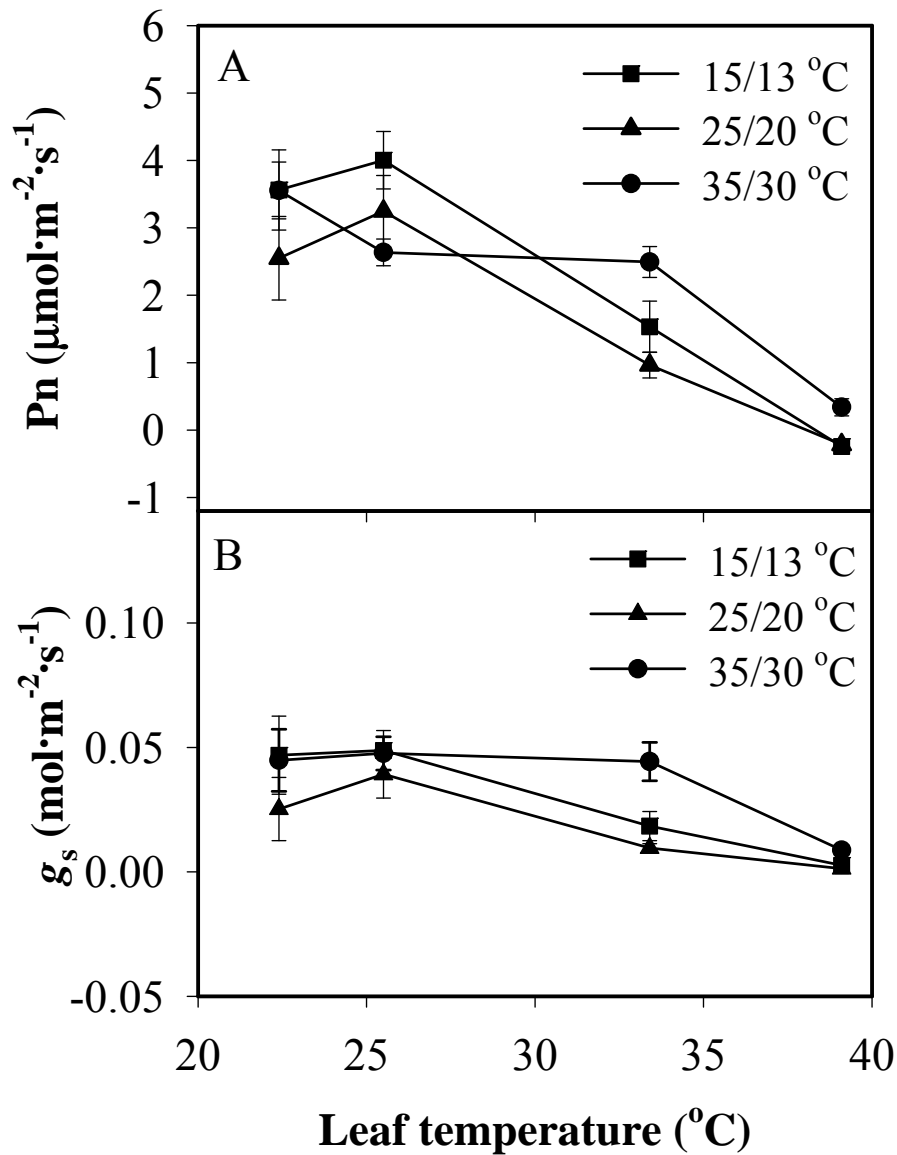 A
15/13 °C
25/20 °C
35/30 °C
6
5
4
3
2
1
0
-1
Pn (μmol·m⁻²·s⁻¹)
B
15/13 °C
25/20 °C
35/30 °C
0.10
0.05
0.00
-0.05
gₛ (mol·m⁻²·s⁻¹)
20 25 30 35 40
Leaf temperature (°C)